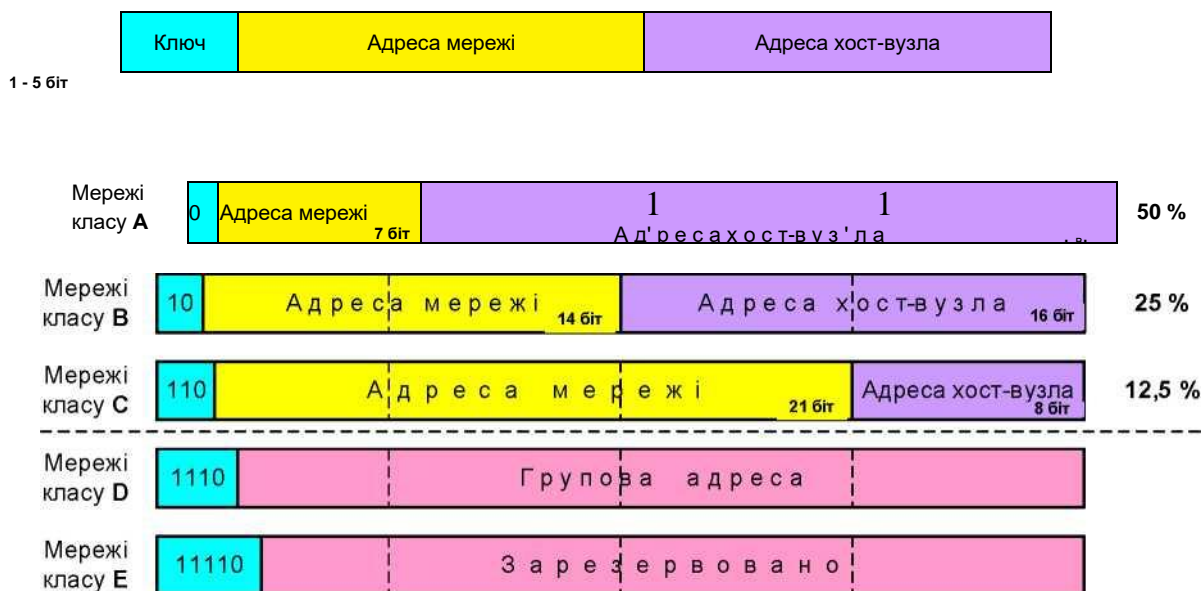 Ключ Адреса мережі Адреса хост-вузла
1 - 5 біт
Мережі
класу A
0 Адреса мережі
7 біт
1 1
Ад'ресахост-вуз'ла
50 %
Мережі
класу B
10 Адреса мережі 14 біт Адреса хост-вузла 16 біт
25 %
Мережі
класу C
110 Адреса мережі 21 біт Адреса хост-вузла
8 біт
12,5 %
Мережі
класу D
1110 Групова адреса
Мережі
класу E
11110 Зарезервовано